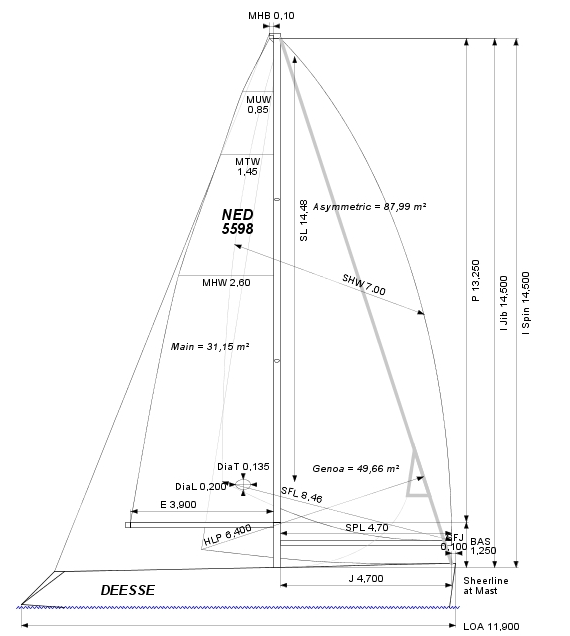 MHB 0,10
MUW
0,85
MTW
1,45
NED
5598
SL 14,48
Asymmetric = 87,99 m²
SHW 7.00
MHW 2,60
P 13,250
I Jib 14,500
I Spin 14,500
Main = 31,15 m²
DiaT 0,135
Genoa = 49,66 m²
DiaL 0,200
SFL 8,46
E 3,900
SPL 4,70
HLP 6,400
SFJ
0,100
BAS
1,250
J 4,700
Sheerline
at Mast
DEESSE
LOA 11,900